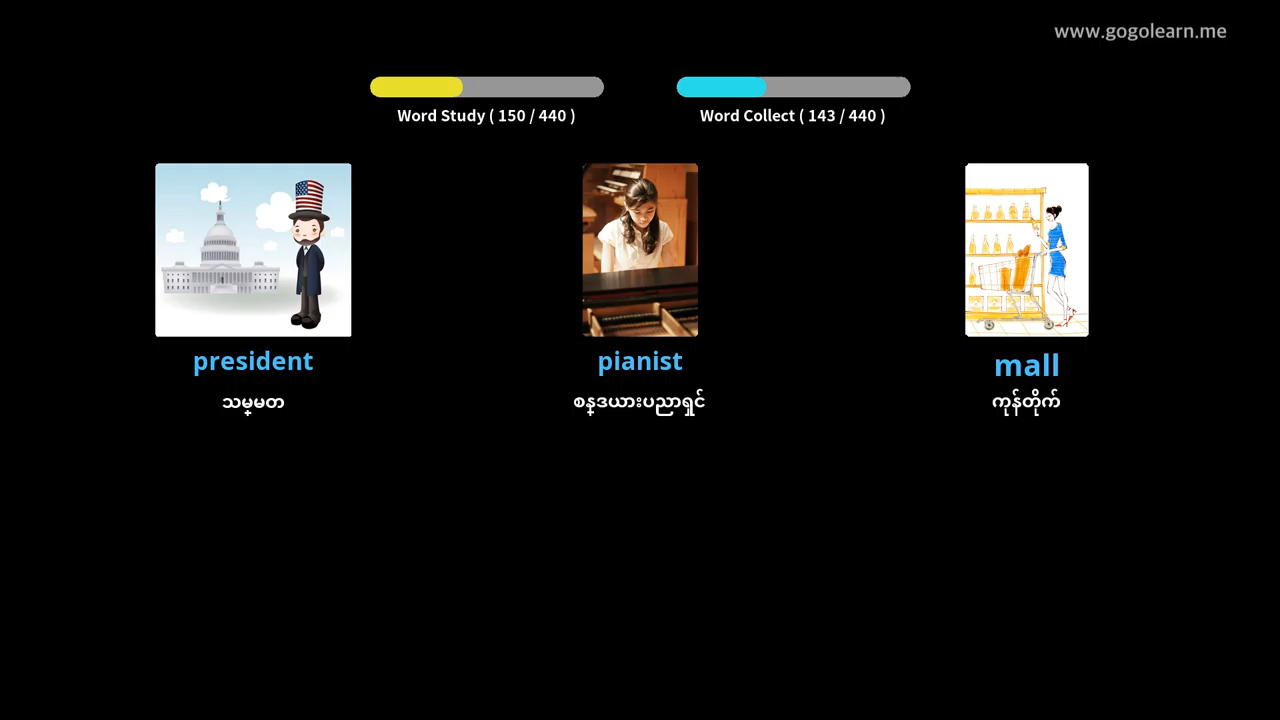 www.gogolearn.me
Word Study ( 150 / 440 )
Word Collect ( 143 / 440 )
president
pianist
mall
သမ္မတ
စန္ဒယားပညာရှင်
ကုန်တိုက်